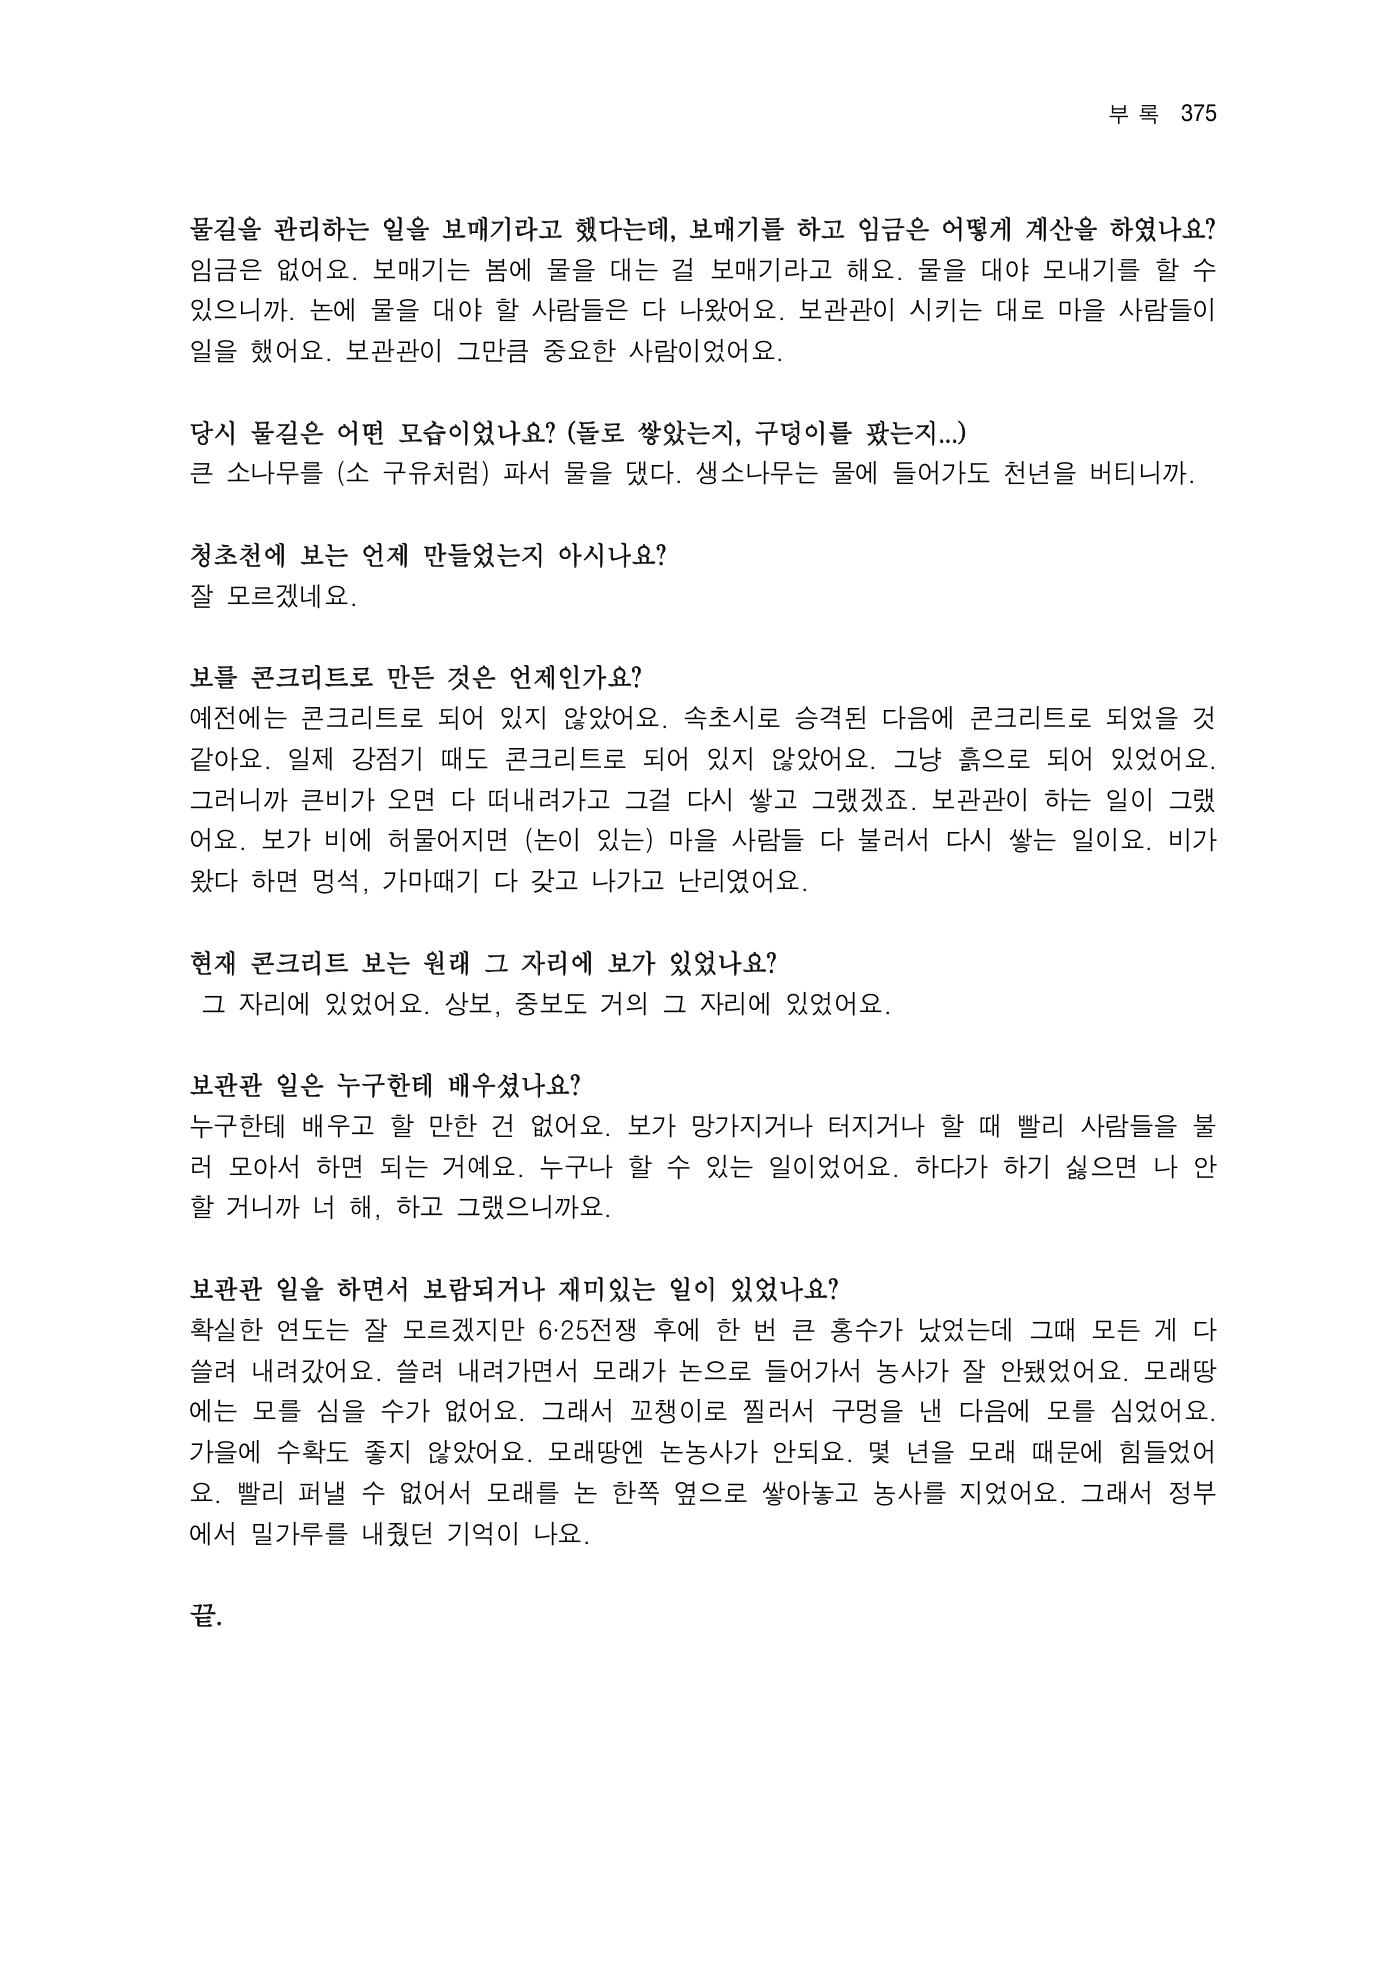 부 록 375
물길을 관리하는 일을 보매기라고 했다는데, 보매기를 하고 임금은 어떻게 계산을 하였나요?
임금은 없어요. 보매기는 봄에 물을 대는 걸 보매기라고 해요. 물을 대야 모내기를 할 수
있으니까. 논에 물을 대야 할 사람들은 다 나왔어요. 보관관이 시키는 대로 마을 사람들이
일을 했어요. 보관관이 그만큼 중요한 사람이었어요.
당시 물길은 어떤 모습이었나요? (돌로 쌓았는지, 구덩이를 팠는지...)
큰 소나무를 (소 구유처럼) 파서 물을 댔다. 생소나무는 물에 들어가도 천년을 버티니까.
청초천에 보는 언제 만들었는지 아시나요?
잘 모르겠네요.
보를 콘크리트로 만든 것은 언제인가요?
예전에는 콘크리트로 되어 있지 않았어요. 속초시로 승격된 다음에 콘크리트로 되었을 것
같아요. 일제 강점기 때도 콘크리트로 되어 있지 않았어요. 그냥 흙으로 되어 있었어요.
그러니까 큰비가 오면 다 떠내려가고 그걸 다시 쌓고 그랬겠죠. 보관관이 하는 일이 그랬
어요. 보가 비에 허물어지면 (논이 있는) 마을 사람들 다 불러서 다시 쌓는 일이요. 비가
왔다 하면 멍석, 가마때기 다 갖고 나가고 난리였어요.
현재 콘크리트 보는 원래 그 자리에 보가 있었나요?
그 자리에 있었어요. 상보, 중보도 거의 그 자리에 있었어요.
보관관 일은 누구한테 배우셨나요?
누구한테 배우고 할 만한 건 없어요. 보가 망가지거나 터지거나 할 때 빨리 사람들을 불
러 모아서 하면 되는 거예요. 누구나 할 수 있는 일이었어요. 하다가 하기 싫으면 나 안
할 거니까 너 해, 하고 그랬으니까요.
보관관 일을 하면서 보람되거나 재미있는 일이 있었나요?
확실한 연도는 잘 모르겠지만 6·25전쟁 후에 한 번 큰 홍수가 났었는데 그때 모든 게 다
쓸려 내려갔어요. 쓸려 내려가면서 모래가 논으로 들어가서 농사가 잘 안됐었어요. 모래땅
에는 모를 심을 수가 없어요. 그래서 꼬챙이로 찔러서 구멍을 낸 다음에 모를 심었어요.
가을에 수확도 좋지 않았어요. 모래땅엔 논농사가 안되요. 몇 년을 모래 때문에 힘들었어
요. 빨리 퍼낼 수 없어서 모래를 논 한쪽 옆으로 쌓아놓고 농사를 지었어요. 그래서 정부
에서 밀가루를 내줬던 기억이 나요.
끝.